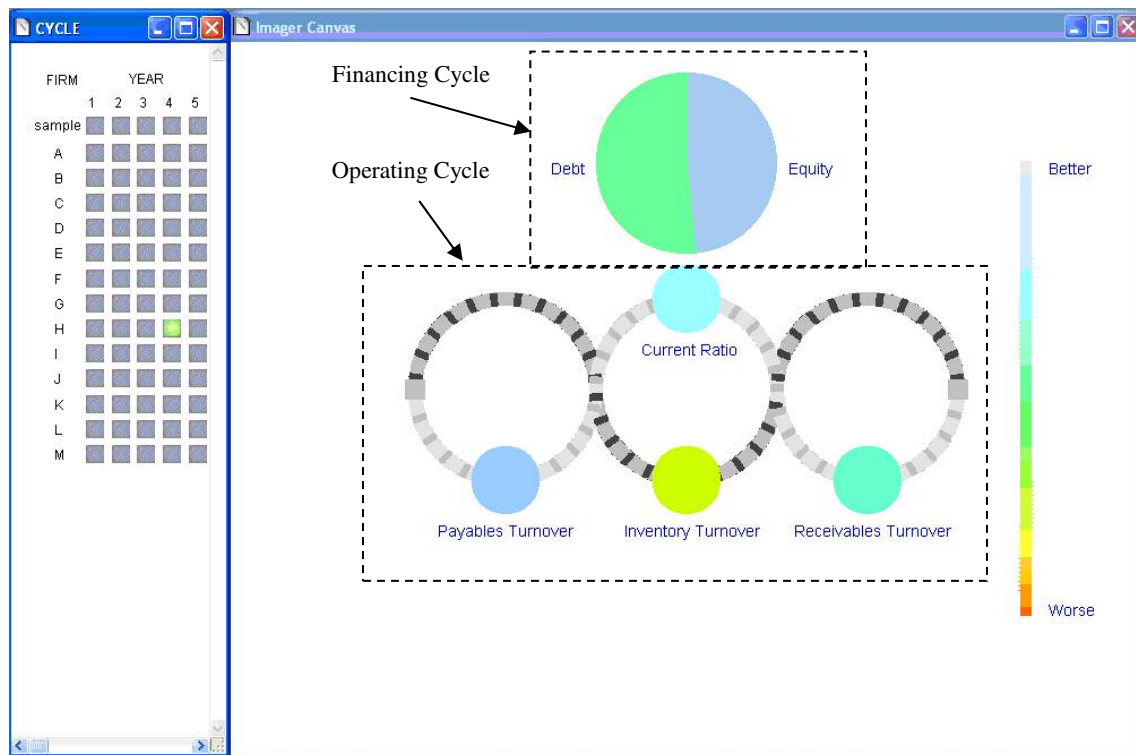 CYCLE
FIRM YEAR
1 2 3 4 5
sample
A
B
C
D
E
F
G
H
I
J
K
L
M
Imager Canvas
Financing Cycle
Operating Cycle
Debt
Equity
Better
Current Ratio
Payables Turnover
Inventory Turnover
Receivables Turnover
Worse